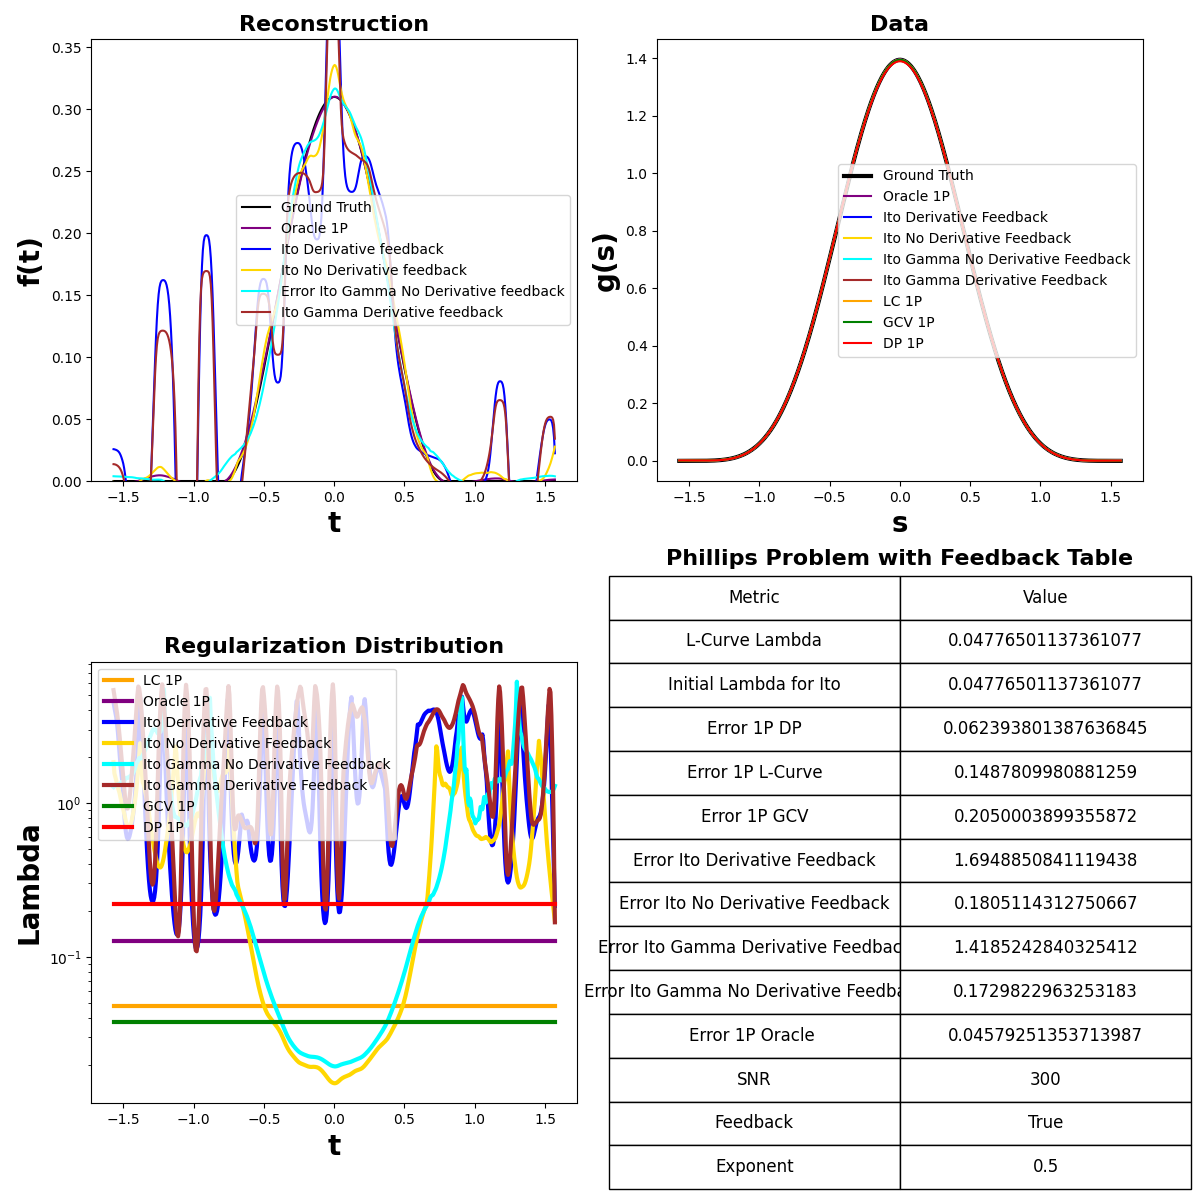 Reconstruction
f(t)
0.35
0.30
0.25
0.20
0.15
0.10
0.05
0.00
Ground Truth
Oracle 1P
Ito Derivative feedback
Ito No Derivative feedback
Error Ito Gamma No Derivative feedback
Ito Gamma Derivative feedback
−1.5 −1.0 −0.5 0.0 0.5 1.0 1.5
t
Data
g(s)
1.4
1.2
1.0
0.8
0.6
0.4
0.2
0.0
Ground Truth
Oracle 1P
Ito Derivative Feedback
Ito No Derivative Feedback
Ito Gamma No Derivative Feedback
Ito Gamma Derivative Feedback
LC 1P
GCV 1P
DP 1P
−1.5 −1.0 −0.5 0.0 0.5 1.0 1.5
s
Regularization Distribution
Lambda
10⁰
10⁻¹
LC 1P
Oracle 1P
Ito Derivative Feedback
Ito No Derivative Feedback
Ito Gamma No Derivative Feedback
Ito Gamma Derivative Feedback
GCV 1P
DP 1P
−1.5 −1.0 −0.5 0.0 0.5 1.0 1.5
t
Phillips Problem with Feedback Table
Metric Value
L-Curve Lambda 0.04776501137361077
Initial Lambda for Ito 0.04776501137361077
Error 1P DP 0.062393801387636845
Error 1P L-Curve 0.1487809980881259
Error 1P GCV 0.2050003899355872
Error Ito Derivative Feedback 1.6948850841119438
Error Ito No Derivative Feedback 0.1805114312750667
Error Ito Gamma Derivative Feedbac 1.4185242840325412
Error Ito Gamma No Derivative Feedba 0.1729822963253183
Error 1P Oracle 0.04579251353713987
SNR 300
Feedback True
Exponent 0.5